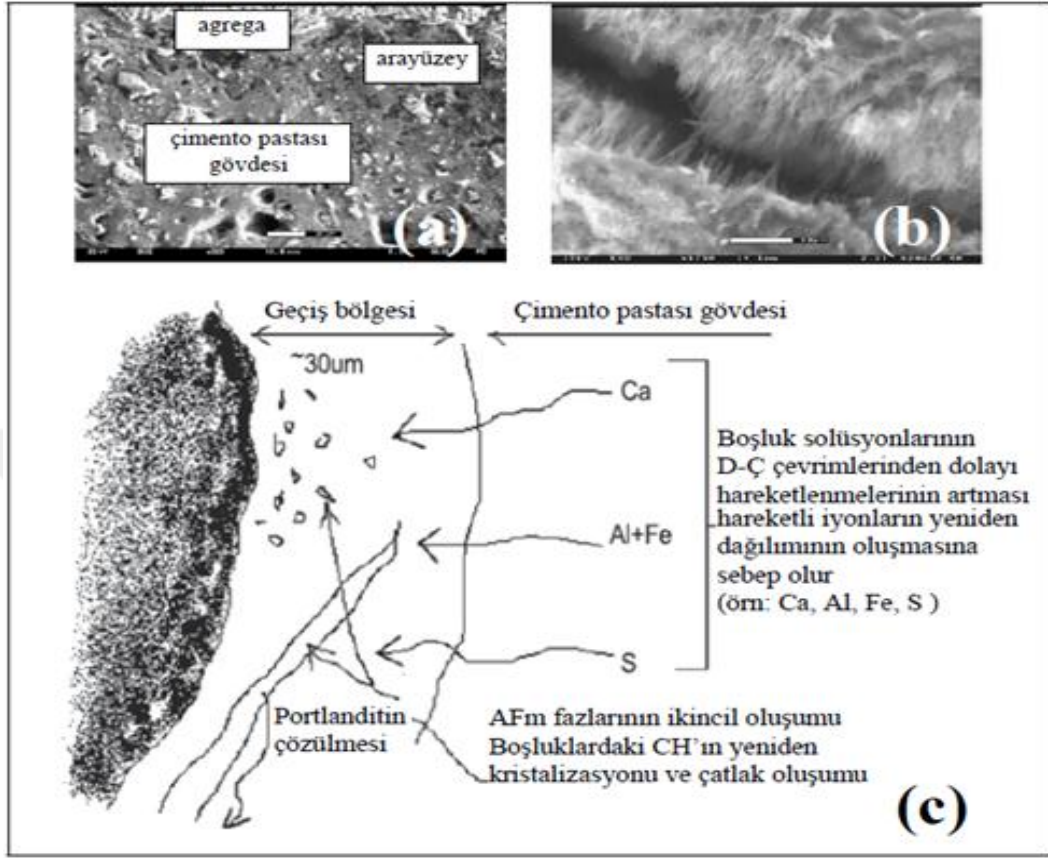 agrega
arayüzey
çimento pastası
gövdesi
(a)
(b)
Geçiş bölgesi
Çimento pastası gövdesi
~30um
Ca
Al+Fe
S
Boşluk solüsyonlarının
D-Ç çevrimlerinden dolayı
hareketlenmelerinin artması
hareketli iyonların yeniden
dağılımının oluşmasına
sebep olur
(örn: Ca, Al, Fe, S )
Portlanditin
çözülmesi
AFm fazlarının ikincil oluşumu
Boşluklardaki CH’ın yeniden
kristalizasyonu ve çatlak oluşumu
(c)